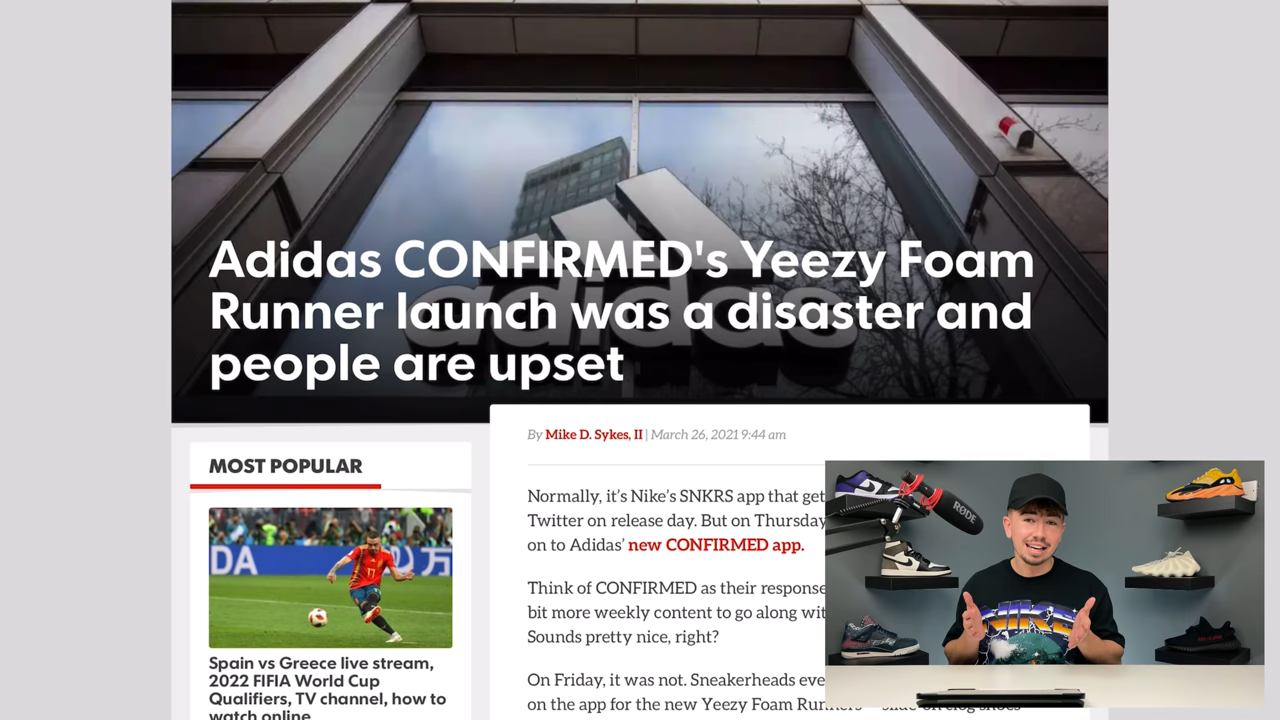 adidas
Adidas CONFIRMED's Yeezy Foam
Runner launch was a disaster and
people are upset
By Mike D. Sykes, II | March 26, 2021 9:44 am
MOST POPULAR
Normally, it's Nike's SNKRS app that get
Twitter on release day. But on Thursday
on to Adidas' new CONFIRMED app.
Think of CONFIRMED as their response
bit more weekly content to go along wit
Sounds pretty nice, right?
On Friday, it was not. Sneakerheads eve
on the app for the new Yeezy Foam Runners
Spain vs Greece live stream,
2022 FIFIA World Cup
Qualifiers, TV channel, how to
watch online
RØDE
NIKE